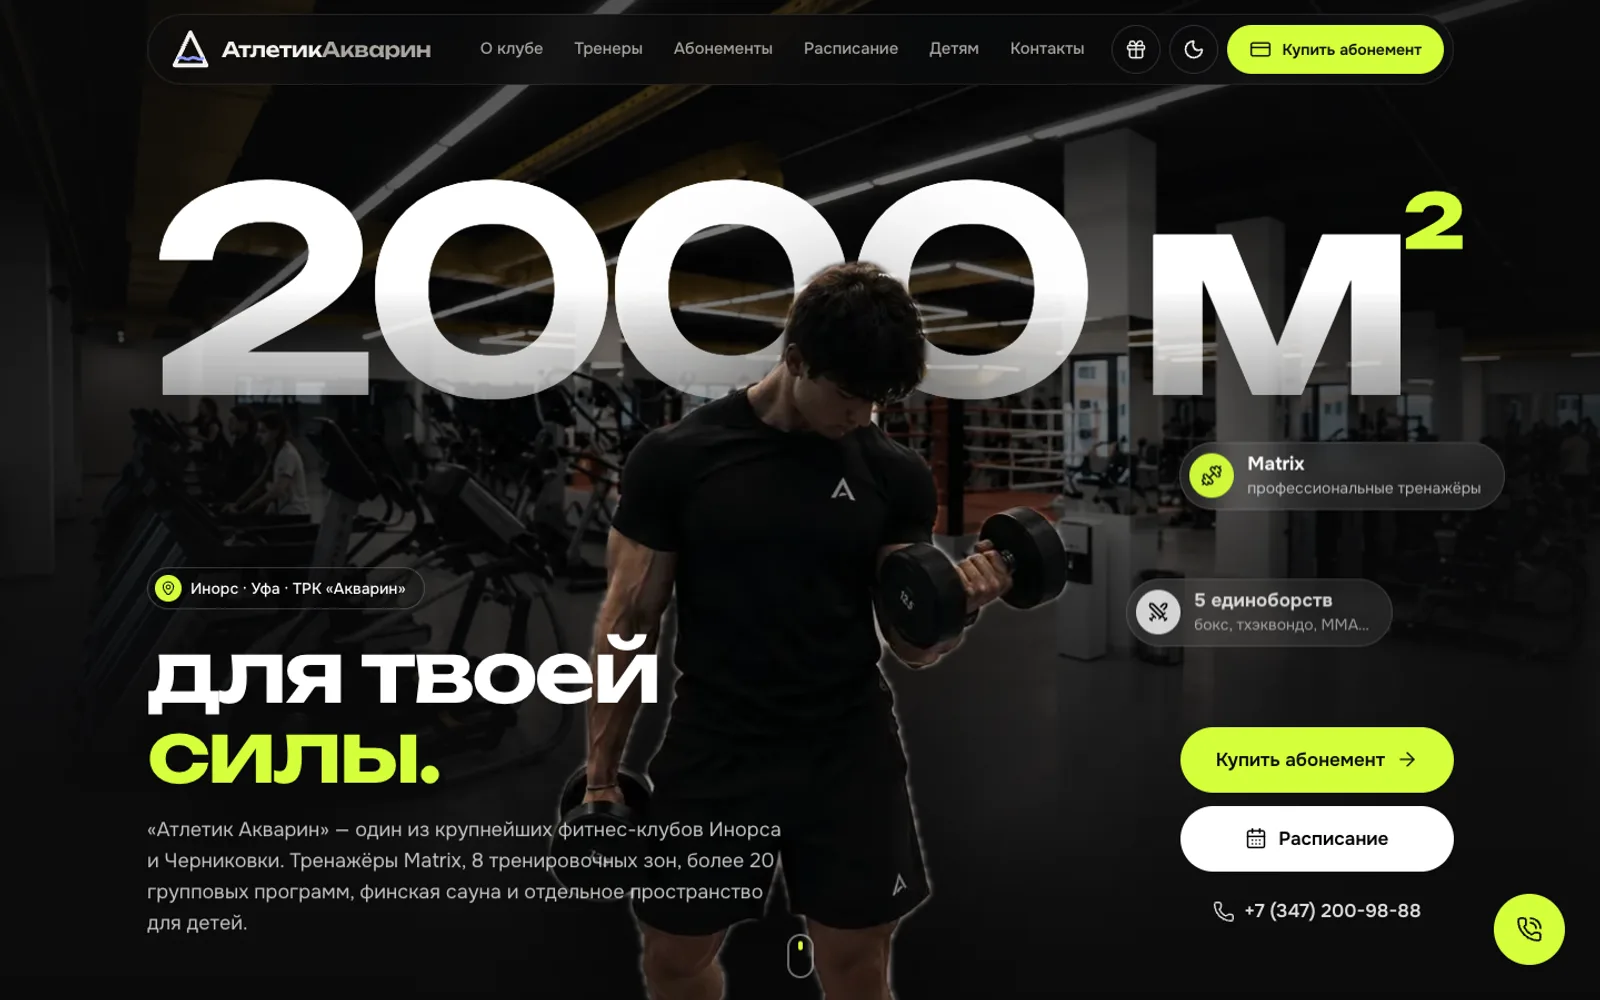 АтлетикАкварин
О клубе
Тренеры
Абонементы
Расписание
Детям
Контакты
Купить абонемент
2000 м²
Matrix
профессиональные тренажёры
12,5
5 единоборств
бокс, тхэквондо, ММА...
Инорс · Уфа · ТРК «Акварин»
для твоей
силы.
«Атлетик Акварин» — один из крупнейших фитнес-клубов Инорса
и Черниковки. Тренажёры Matrix, 8 тренировочных зон, более 20
групповых программ, финская сауна и отдельное пространство
для детей.
Купить абонемент
Расписание
+7 (347) 200-98-88